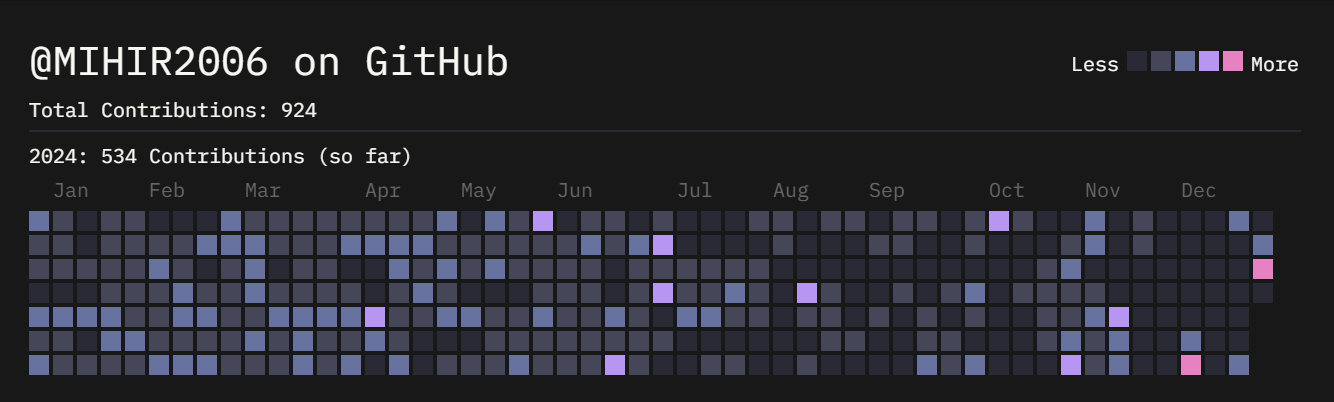 @MIHIR2006 on GitHub
Less More
Total Contributions: 924
2024: 534 Contributions (so far)
Jan Feb Mar Apr May Jun Jul Aug Sep Oct Nov Dec